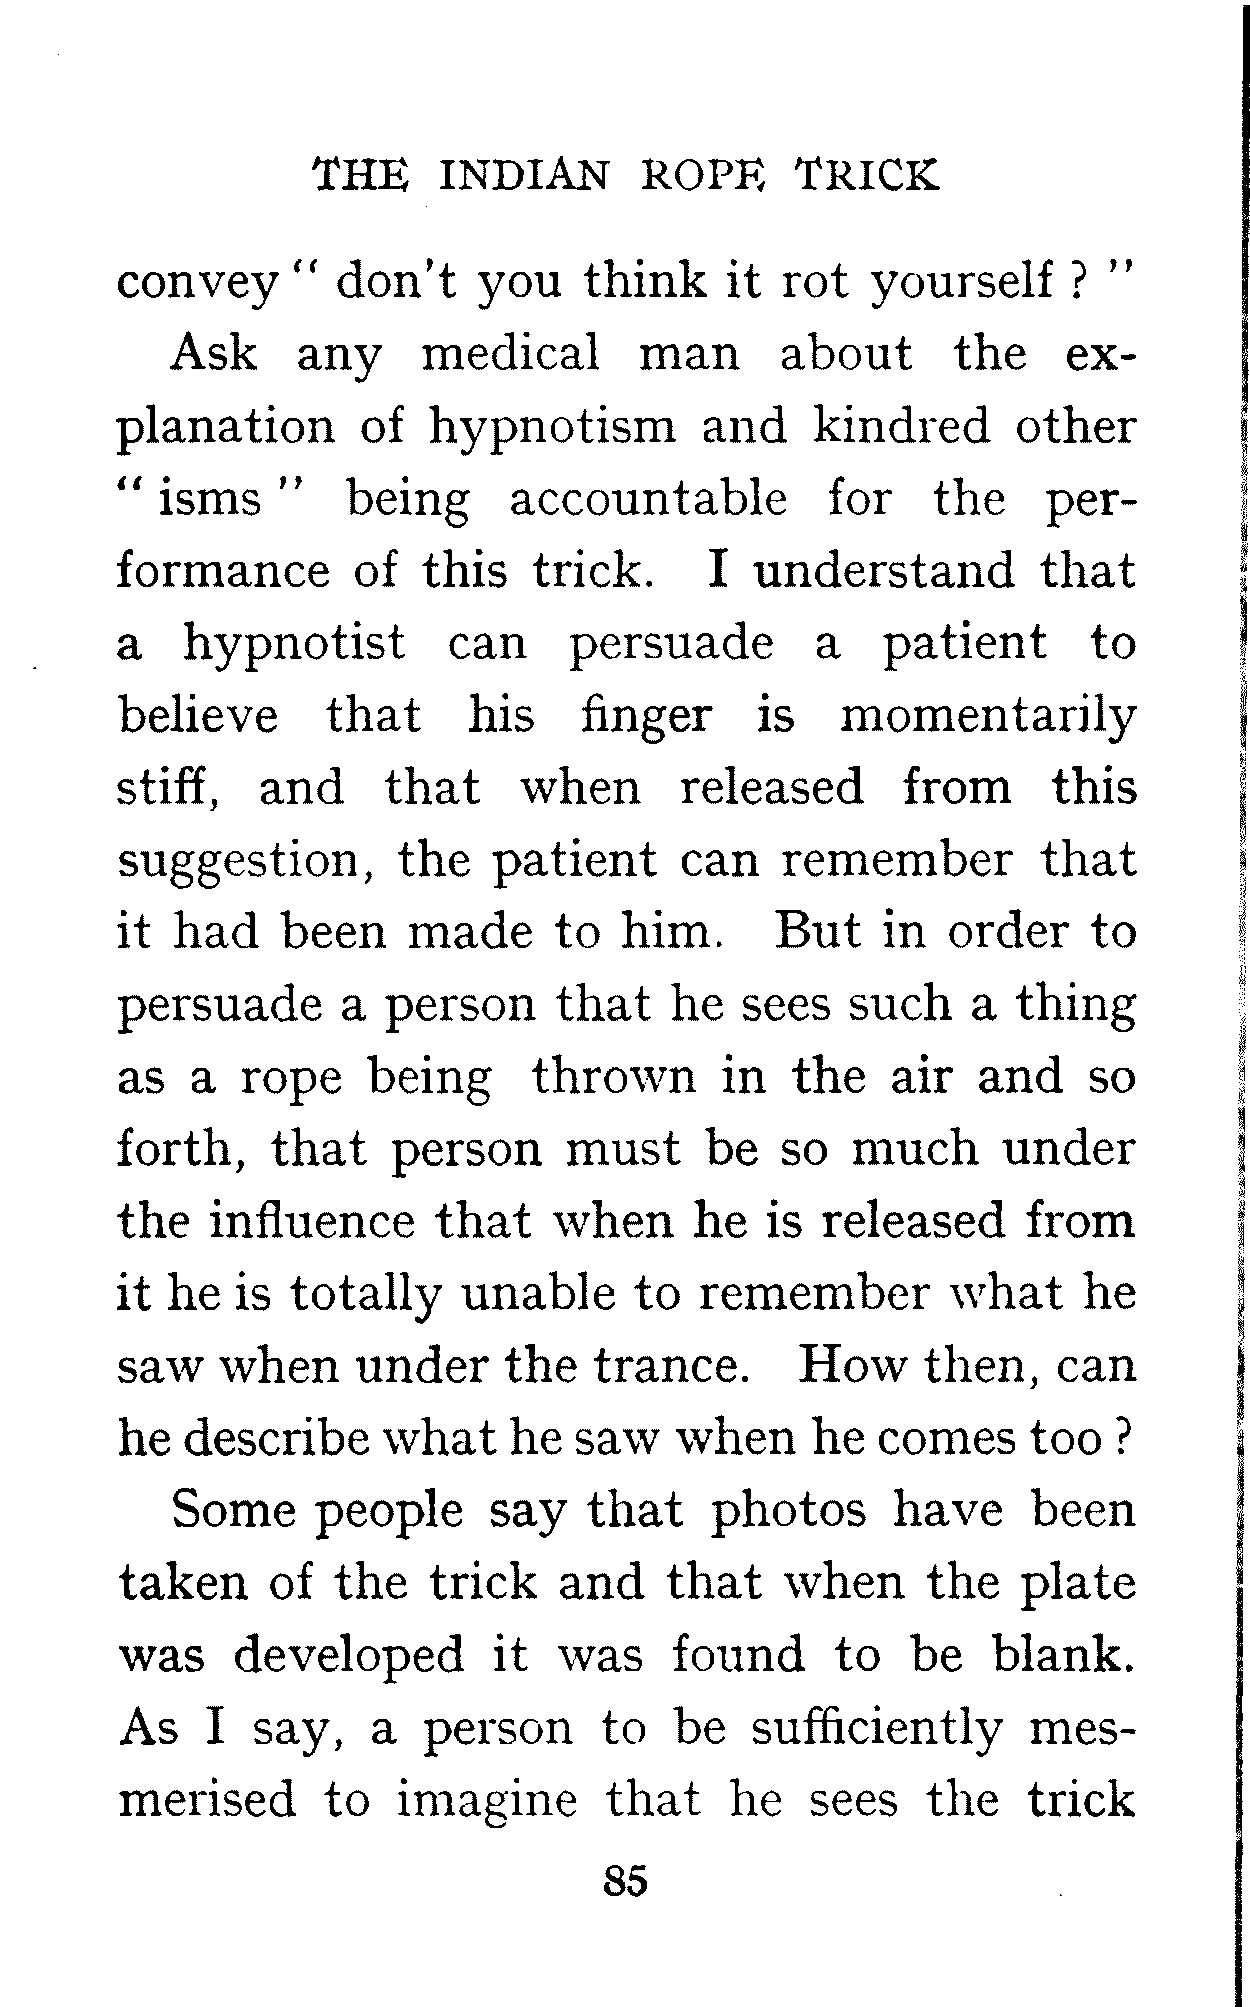 THE INDIAN ROPE TRICK
convey " don't you think it rot yourself ? "
Ask any medical man about the ex-
planation of hypnotism and kindred other
" isms " being accountable for the per-
formance of this trick. I understand that
a hypnotist can persuade a patient to
believe that his finger is momentarily
stiff, and that when released from this
suggestion, the patient can remember that
it had been made to him. But in order to
persuade a person that he sees such a thing
as a rope being thrown in the air and so
forth, that person must be so much under
the influence that when he is released from
it he is totally unable to remember what he
saw when under the trance. How then, can
he describe what he saw when he comes too ?
Some people say that photos have been
taken of the trick and that when the plate
was developed it was found to be blank.
As I say, a person to be sufficiently mes-
merised to imagine that he sees the trick
85